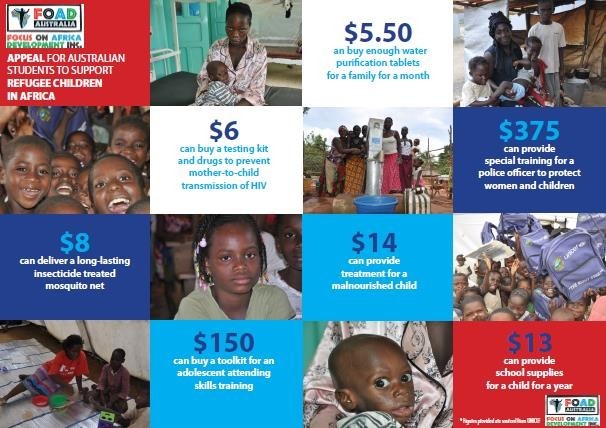 FOAD
AUSTRALIA
FOCUS ON AFRICA
DEVELOPMENT INC.
APPEAL FOR AUSTRALIAN
STUDENTS TO SUPPORT
REFUGEE CHILDREN
IN AFRICA
$5.50
an buy enough water
purification tablets
for a family for a month
$6
can buy a testing kit
and drugs to prevent
mother-to-child
transmission of HIV
$375
can provide
special training for a
police officer to protect
women and children
$8
can deliver a long-lasting
insecticide treated
mosquito net
$14
can provide
treatment for a
malnourished child
unicef
$150
can buy a toolkit for an
adolescent attending
skills training
$13
can provide
school supplies
for a child for a year
* Figures provided are sourced from UNICEF
FOAD
AUSTRALIA
FOCUS ON AFRICA
DEVELOPMENT INC.